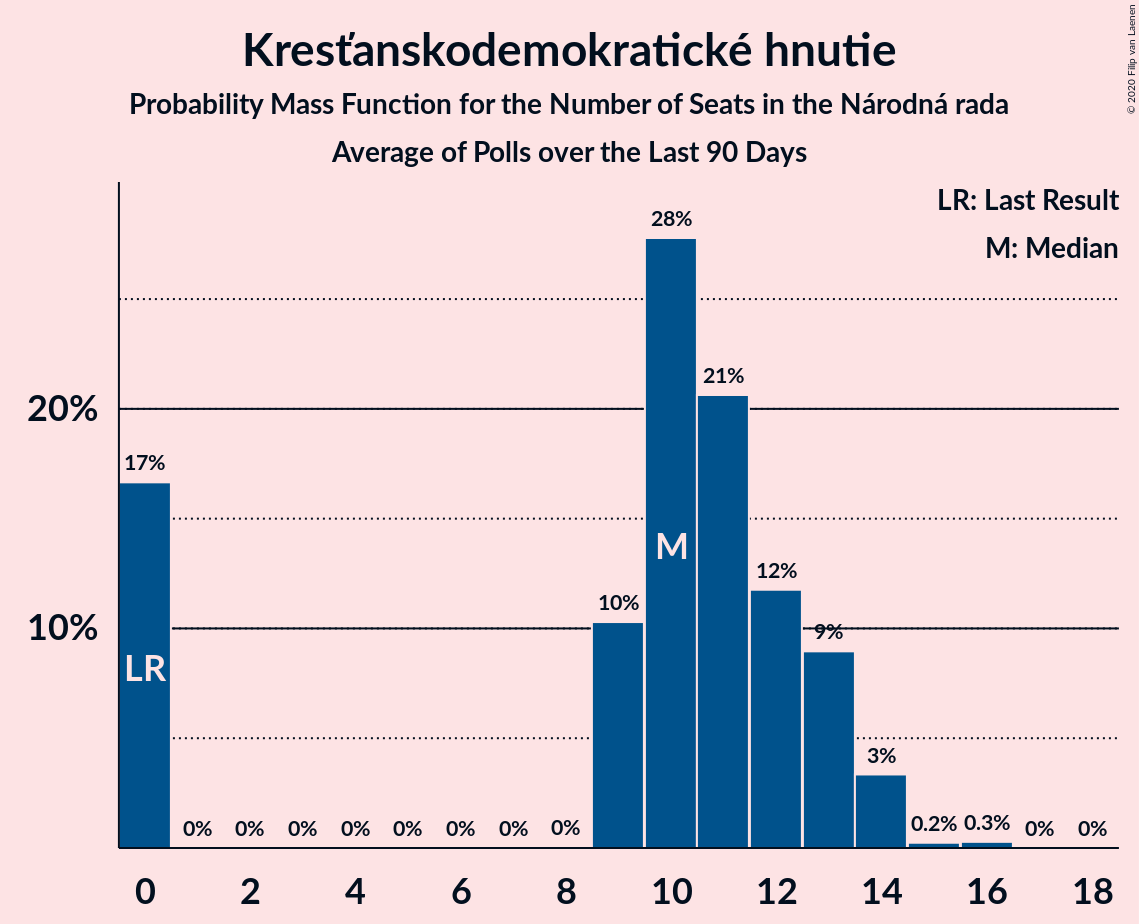 Kresťanskodemokratické hnutie
Probability Mass Function for the Number of Seats in the Národná rada
Average of Polls over the Last 90 Days
© 2020 Filip van Laenen
LR: Last Result
M: Median
28%
21%
20%
17%
M
12%
10%
10%
9%
LR
3%
0% 0% 0% 0% 0% 0% 0% 0% 0.2% 0.3% 0% 0%
0 2 4 6 8 10 12 14 16 18